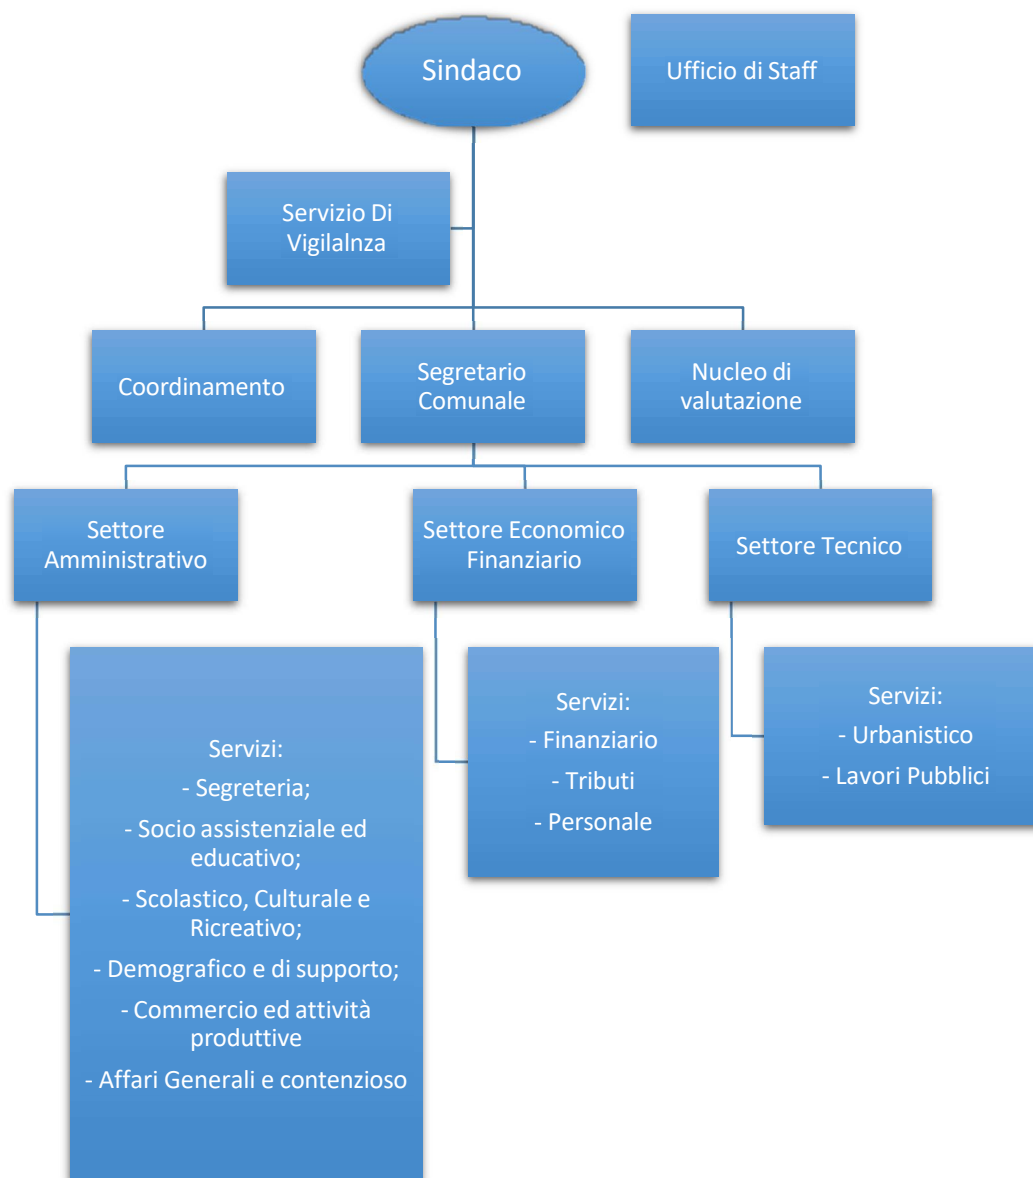 Sindaco
Ufficio di Staff
Servizio Di
Vigilalnza
Coordinamento
Segretario
Comunale
Nucleo di
valutazione
Settore
Amministrativo
Settore Economico
Finanziario
Settore Tecnico
Servizi:
- Segreteria;
- Socio assistenziale ed
educativo;
- Scolastico, Culturale e
Ricreativo;
- Demografico e di supporto;
- Commercio ed attività
produttive
- Affari Generali e contenzioso
Servizi:
- Finanziario
- Tributi
- Personale
Servizi:
- Urbanistico
- Lavori Pubblici